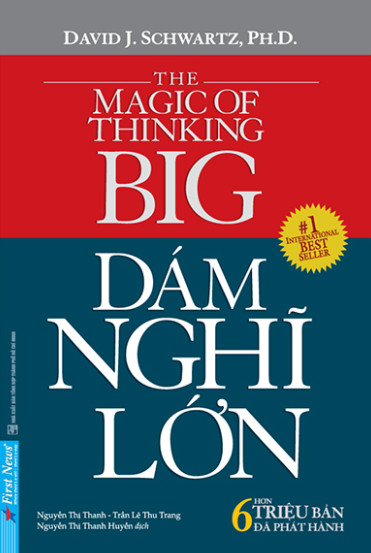 DAVID J. SCHWARTZ, PH.D.
THE
MAGIC OF
THINKING
BIG
#1
INTERNATIONAL
BEST
SELLER
DÁM
NGHĨ
LỚN
First News
Nguyễn Thị Thanh - Trần Lê Thu Trang
Nguyễn Thị Thanh Huyền dịch
HƠN
6 TRIỆU BẢN
ĐÃ PHÁT HÀNH